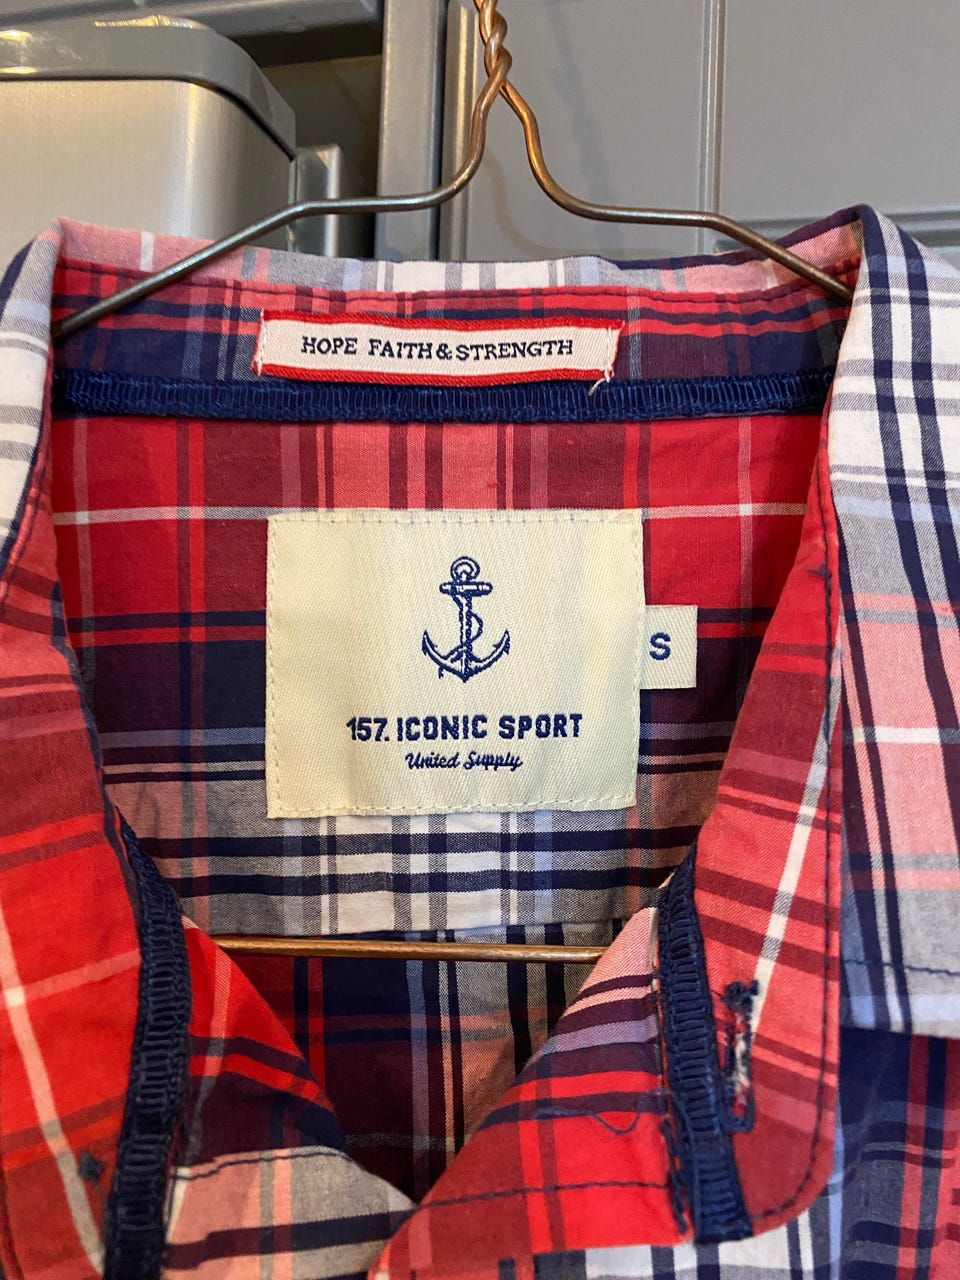 HOPE FAITH & STRENGTH
S
157. ICONIC SPORT
United Supply